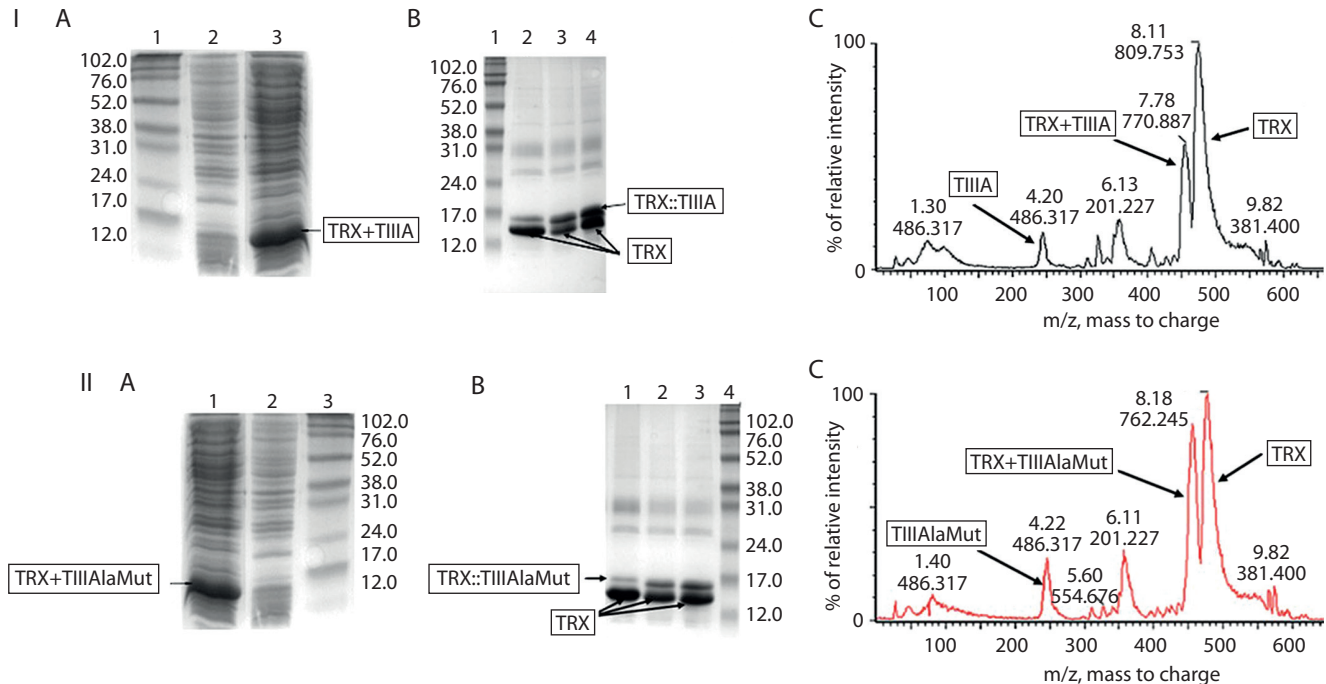 I A
1 2 3
102.0
76.0
52.0
38.0
31.0
24.0
17.0
12.0
TRX+TIIIA
B
1 2 3 4
102.0
76.0
52.0
38.0
31.0
24.0
17.0
12.0
TRX::TIIIA
TRX
C
% of relative intensity
100
0
8.11
809.753
7.78
770.887
TRX+TIIIA
TRX
TIIIA
1.30
486.317
4.20
486.317
6.13
201.227
9.82
381.400
100 200 300 400 500 600
m/z, mass to charge
II A
1 2 3
102.0
76.0
52.0
38.0
31.0
24.0
17.0
12.0
TRX+TIIIAlaMut
B
1 2 3 4
102.0
76.0
52.0
38.0
31.0
24.0
17.0
12.0
TRX::TIIIAlaMut
TRX
C
% of relative intensity
100
0
8.18
762.245
TRX+TIIIAlaMut
TRX
TIIIAlaMut
1.40
486.317
4.22
486.317
5.60
554.676
6.11
201.227
9.82
381.400
100 200 300 400 500 600
m/z, mass to charge